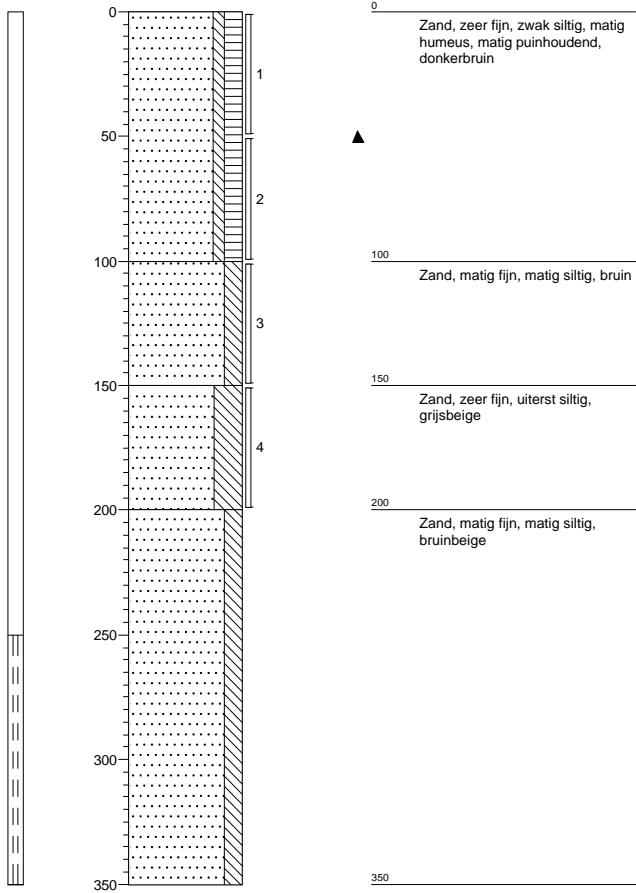 0
50
100
150
200
250
300
350
1
2
3
4
0
Zand, zeer fijn, zwak siltig, matig
humeus, matig puinhoudend,
donkerbruin
100
Zand, matig fijn, matig siltig, bruin
150
Zand, zeer fijn, uiterst siltig,
grijsbeige
200
Zand, matig fijn, matig siltig,
bruinbeige
350